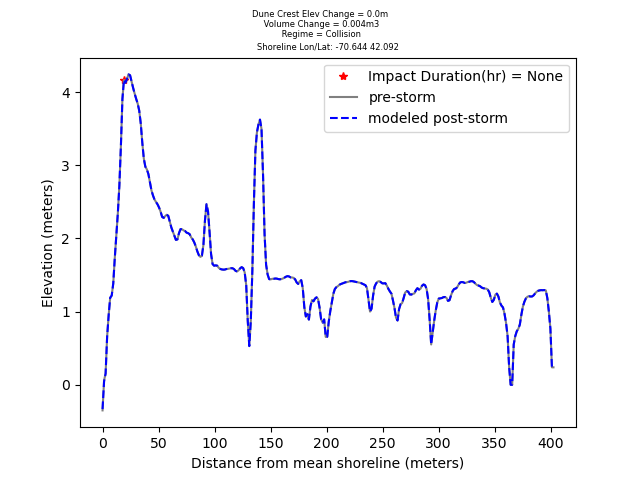 Dune Crest Elev Change = 0.0m
Volume Change = 0.004m3
Regime = Collision
Shoreline Lon/Lat: -70.644 42.092
Impact Duration(hr) = None
pre-storm
modeled post-storm
4
3
2
1
0
Elevation (meters)
0 50 100 150 200 250 300 350 400
Distance from mean shoreline (meters)